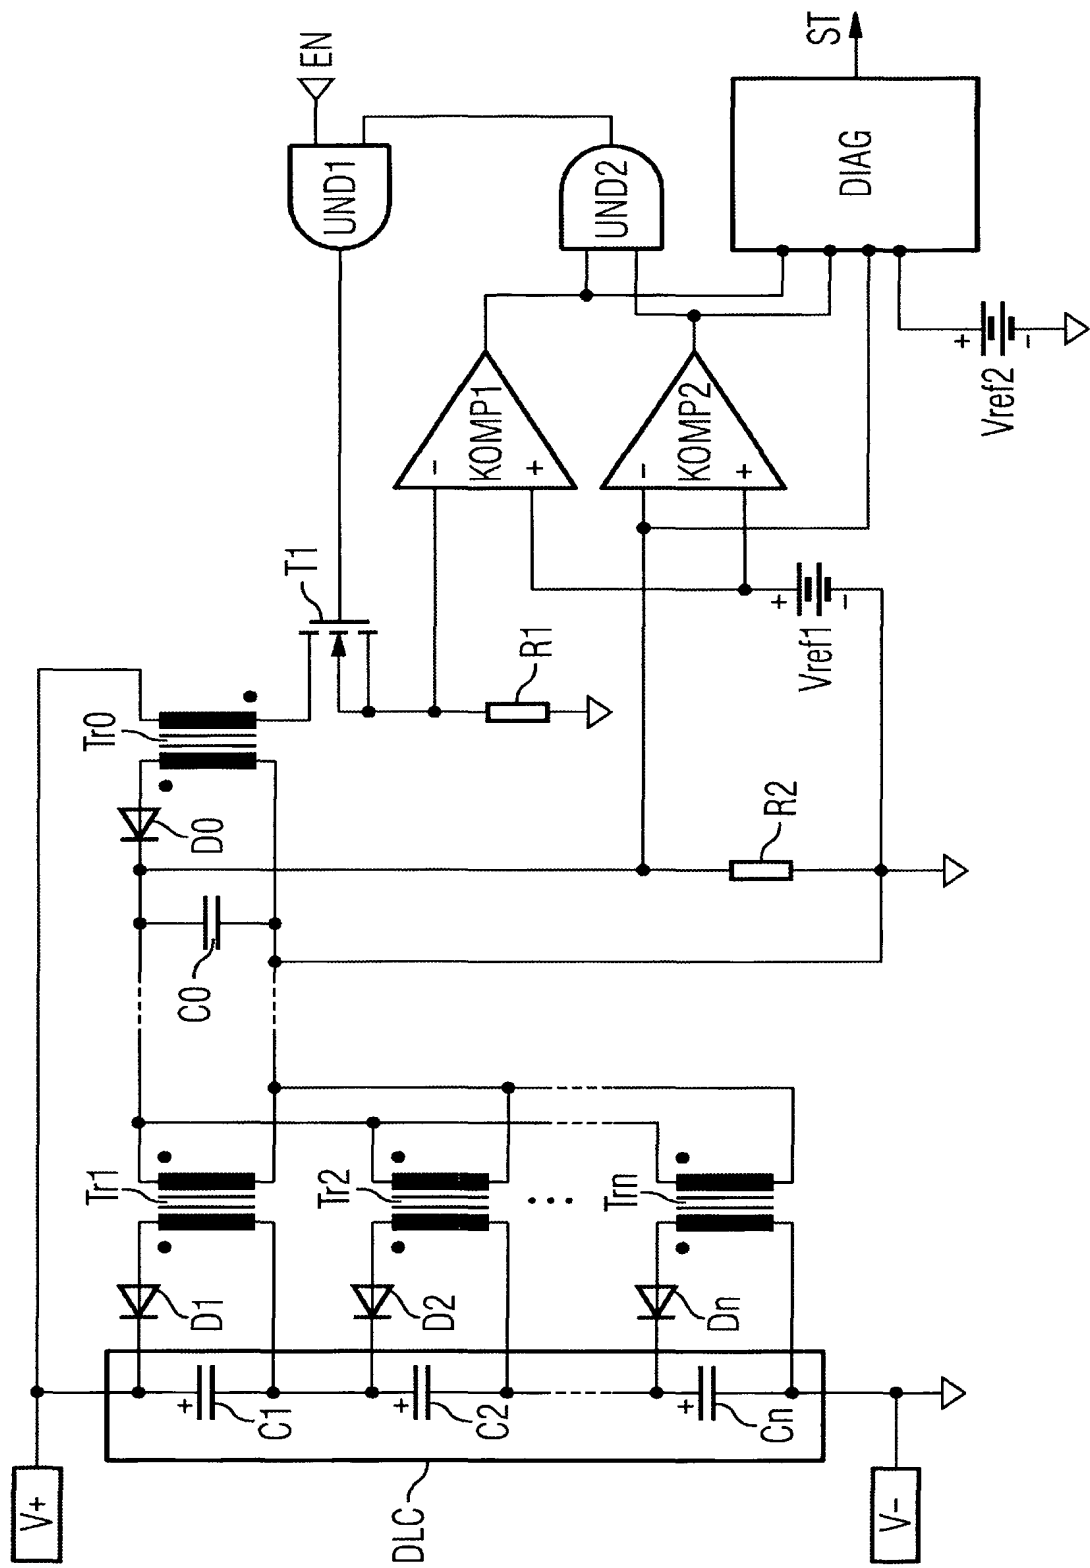 V+
DLC
V-
+
C1
+
C2
+
Cn
D1
D2
Dn
Tr1
Tr2
...
Trn
C0
D0
R2
Tr0
T1
R1
Vref1
+
-
KOMP1
-
+
KOMP2
-
+
UND1
EN
UND2
DIAG
ST
Vref2
+
-